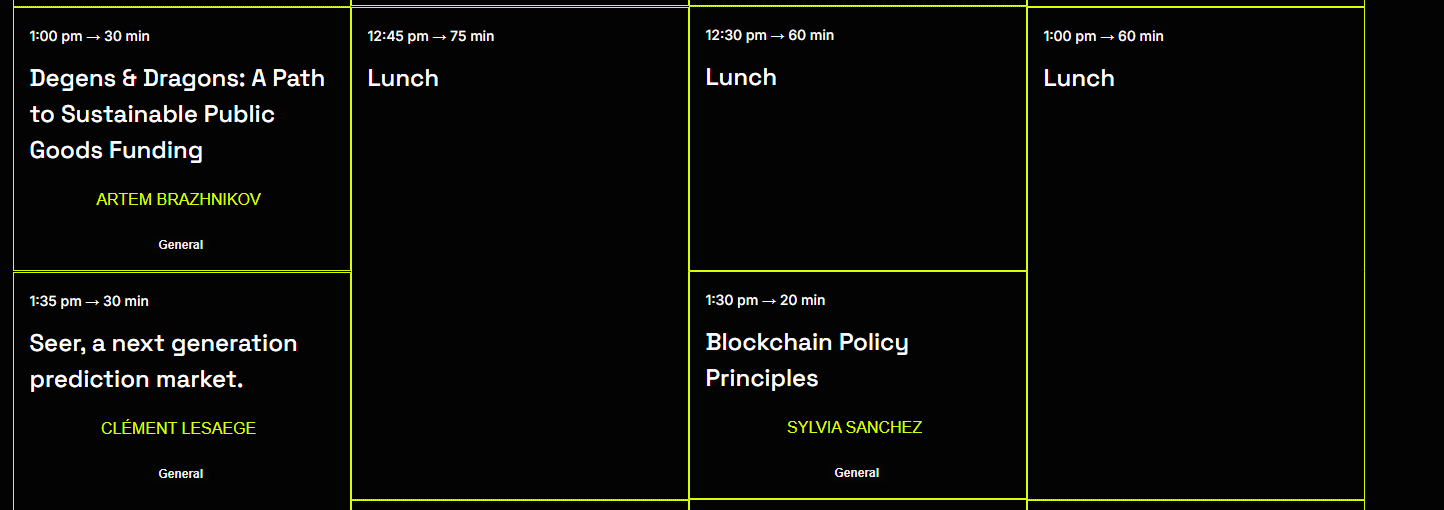 1:00 pm → 30 min
Degens & Dragons: A Path
to Sustainable Public
Goods Funding
ARTEM BRAZHNIKOV
General
1:35 pm → 30 min
Seer, a next generation
prediction market.
CLÉMENT LESAEGE
General
12:45 pm → 75 min
Lunch
12:30 pm → 60 min
Lunch
1:30 pm → 20 min
Blockchain Policy
Principles
SYLVIA SANCHEZ
General
1:00 pm → 60 min
Lunch